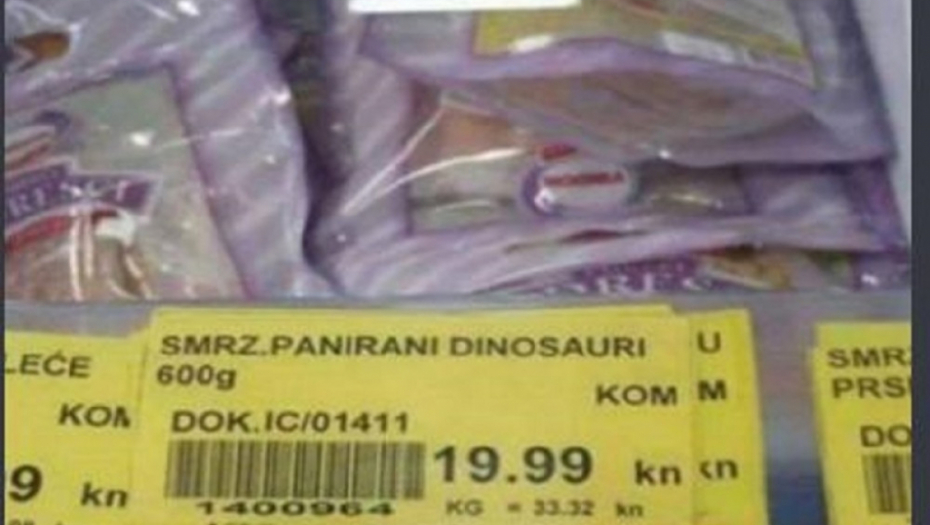 SMRZ.PANIRANI DINOSAURI
600g
KOM
DOK.IC/01411
19.99 kn
1400964
KG = 33.32 kn
LEĆE
KOM
9 kn
U
M
kn
SMRZ
PRS
DO